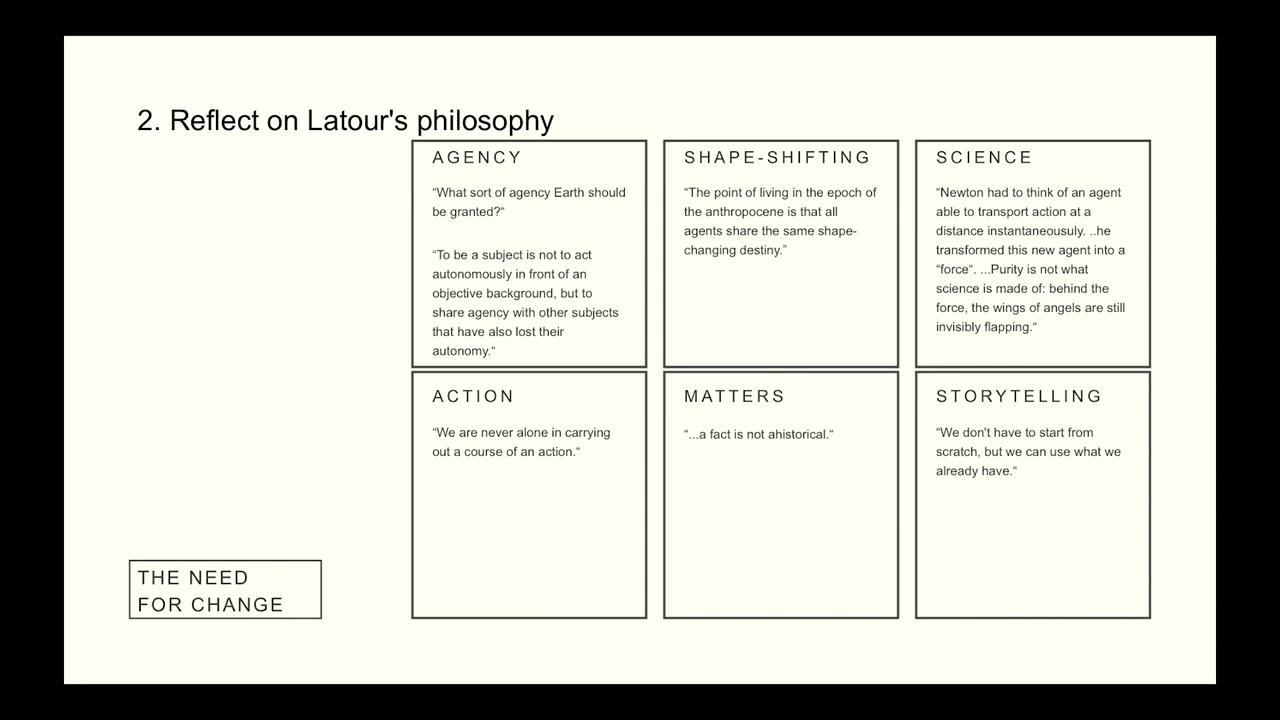 2. Reflect on Latour's philosophy
AGENCY
“What sort of agency Earth should
be granted?“
“To be a subject is not to act
autonomously in front of an
objective background, but to
share agency with other subjects
that have also lost their
autonomy.“
SHAPE-SHIFTING
“The point of living in the epoch of
the anthropocene is that all
agents share the same shape-
changing destiny.”
SCIENCE
“Newton had to think of an agent
able to transport action at a
distance instantaneousuly. ..he
transformed this new agent into a
“force“. ...Purity is not what
science is made of: behind the
force, the wings of angels are still
invisibly flapping.“
ACTION
“We are never alone in carrying
out a course of an action.“
MATTERS
“...a fact is not ahistorical.“
STORYTELLING
“We don't have to start from
scratch, but we can use what we
already have.“
THE NEED
FOR CHANGE